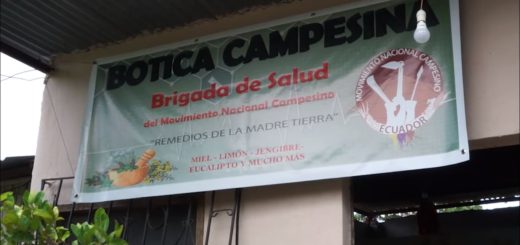 BOTICA CAMPESINA
Brigada de Salud
del Movimiento Nacional Campesino
"REMEDIOS DE LA MADRE TIERRA"
MIEL - LIMÓN - JENGIBRE-
EUCALIPTO Y MUCHO MAS
MOVIMIENTO NACIONAL CAMPESINO
ECUADOR